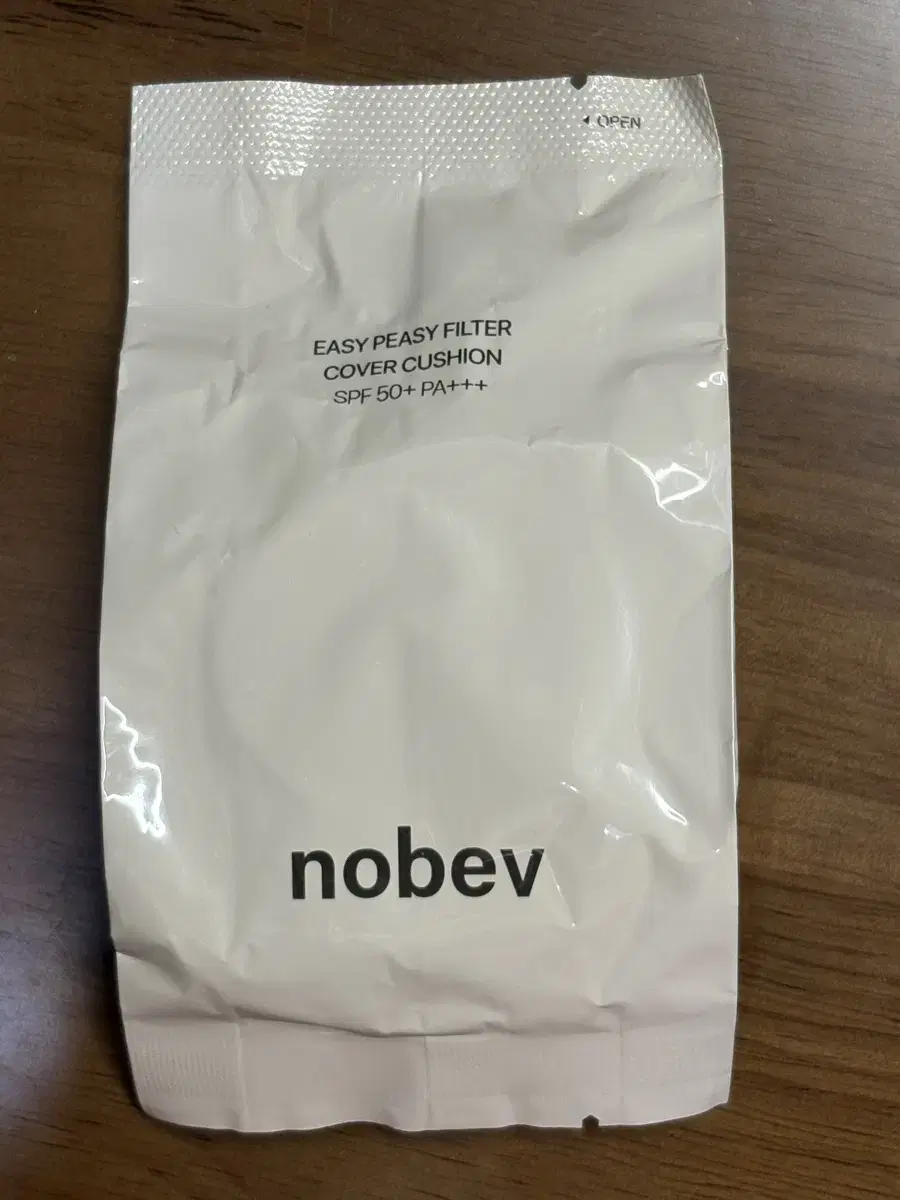 ◂ OPEN
EASY PEASY FILTER
COVER CUSHION
SPF 50+ PA+++
nobev